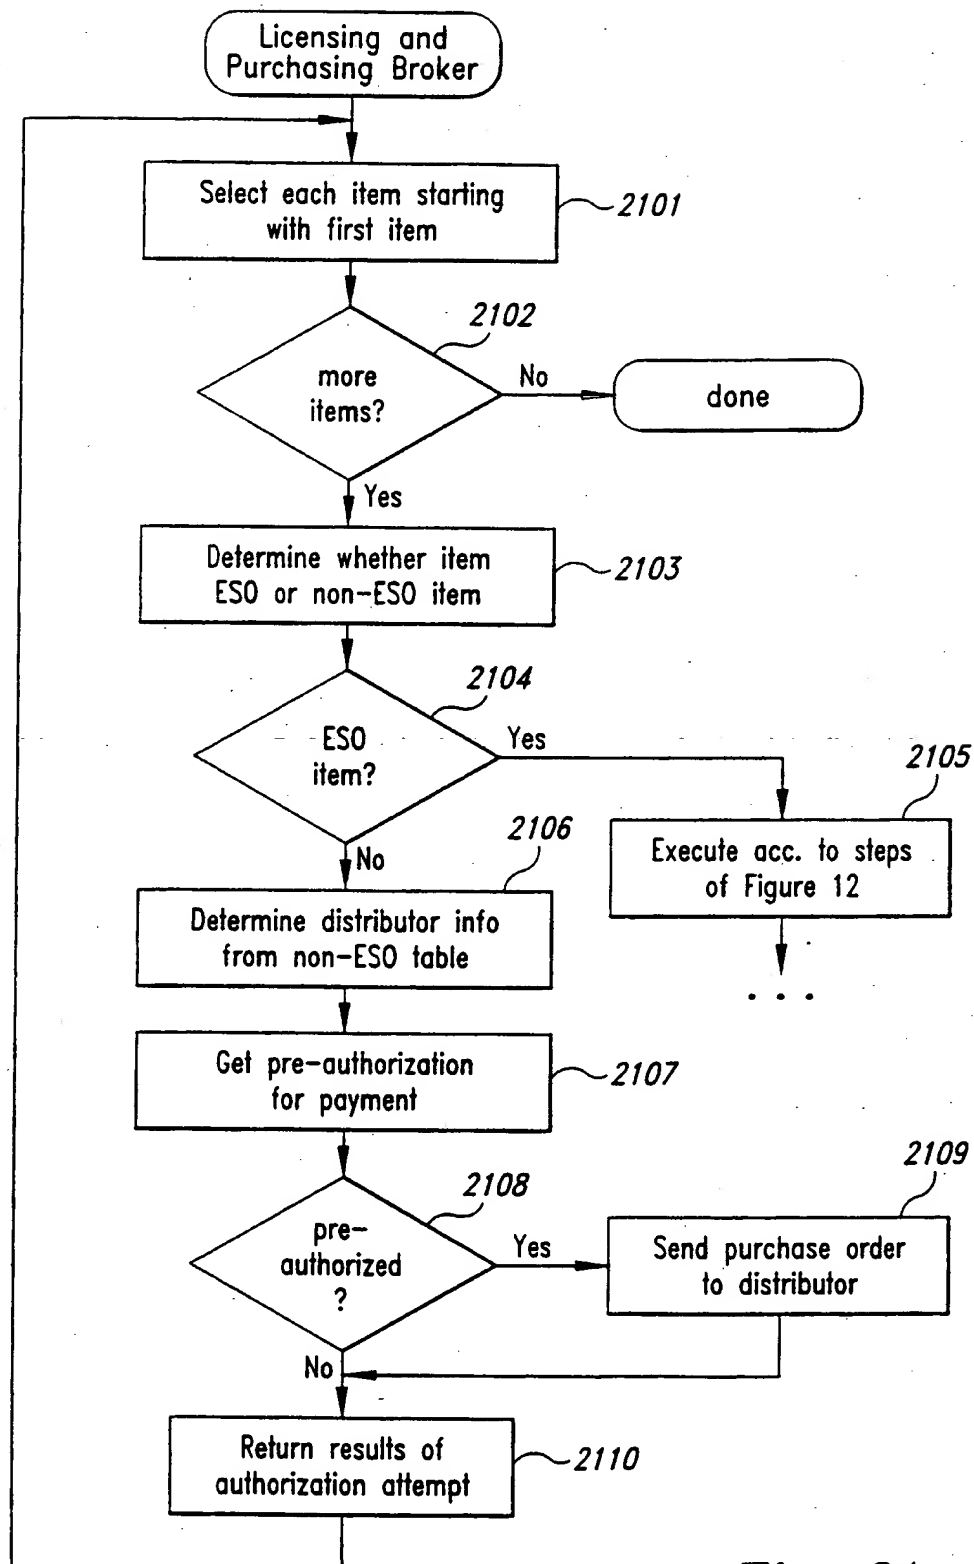 Licensing and
Purchasing Broker
Select each item starting
with first item
2101
2102
more
items?
No
done
Yes
Determine whether item
ESO or non-ESO item
2103
2104
ESO
item?
Yes
2105
Execute acc. to steps
of Figure 12
. . .
No
2106
Determine distributor info
from non-ESO table
Get pre-authorization
for payment
2107
2108
pre-
authorized
?
Yes
2109
Send purchase order
to distributor
No
Return results of
authorization attempt
2110